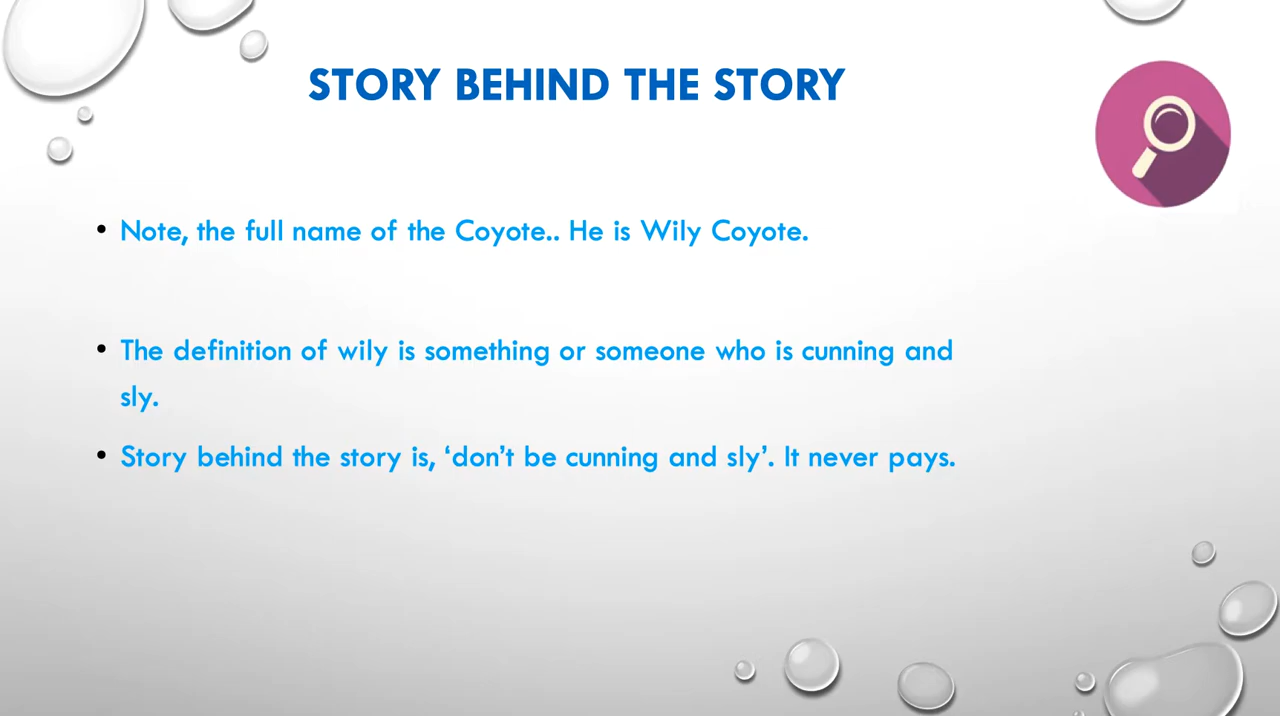 STORY BEHIND THE STORY
• Note, the full name of the Coyote.. He is Wily Coyote.
• The definition of wily is something or someone who is cunning and
sly.
• Story behind the story is, ‘don’t be cunning and sly’. It never pays.